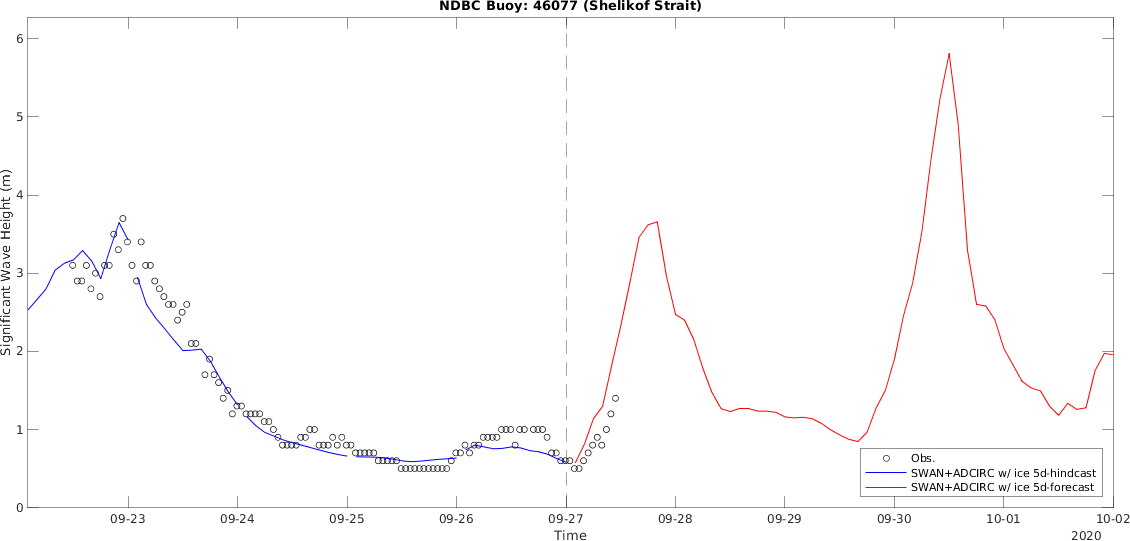 NDBC Buoy: 46077 (Shelikof Strait)
Significant Wave Height (m)
6
5
4
3
2
1
0
Obs.
SWAN+ADCIRC w/ ice 5d-hindcast
SWAN+ADCIRC w/ ice 5d-forecast
09-23 09-24 09-25 09-26 09-27 09-28 09-29 09-30 10-01 10-02
Time
2020